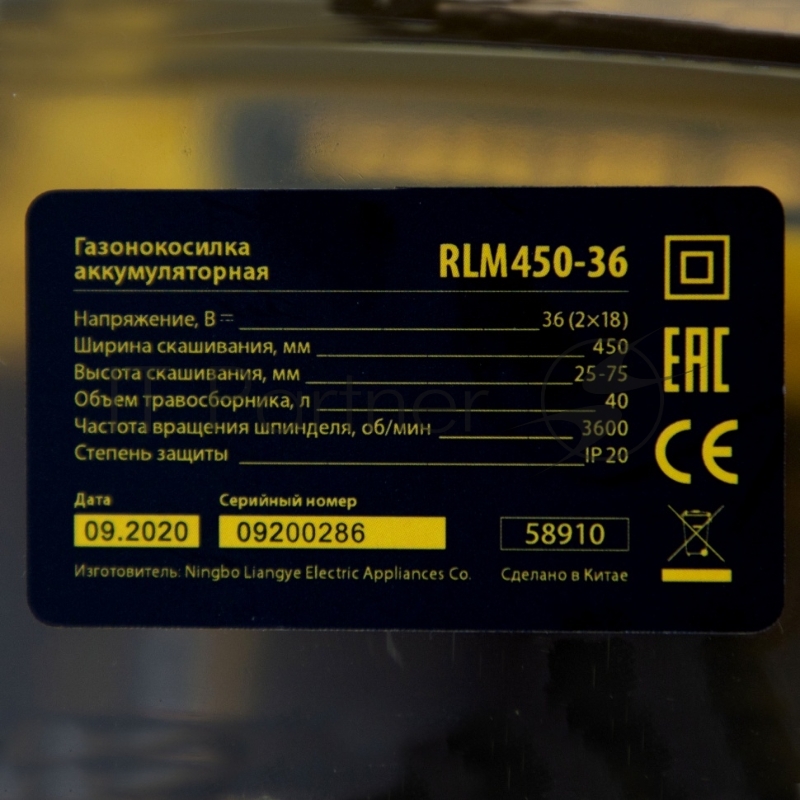 Газонокосилка
аккумуляторная
RLM450-36
Напряжение, В 36 (2×18)
Ширина скашивания, мм 450
Высота скашивания, мм 25-75
Объем травосборника, л 40
Частота вращения шпинделя, об/мин 3600
Степень защиты IP20
EAC
CE
Дата Серийный номер
09.2020 09200286 58910
Изготовитель: Ningbo Liangye Electric Appliances Co. Сделано в Китае